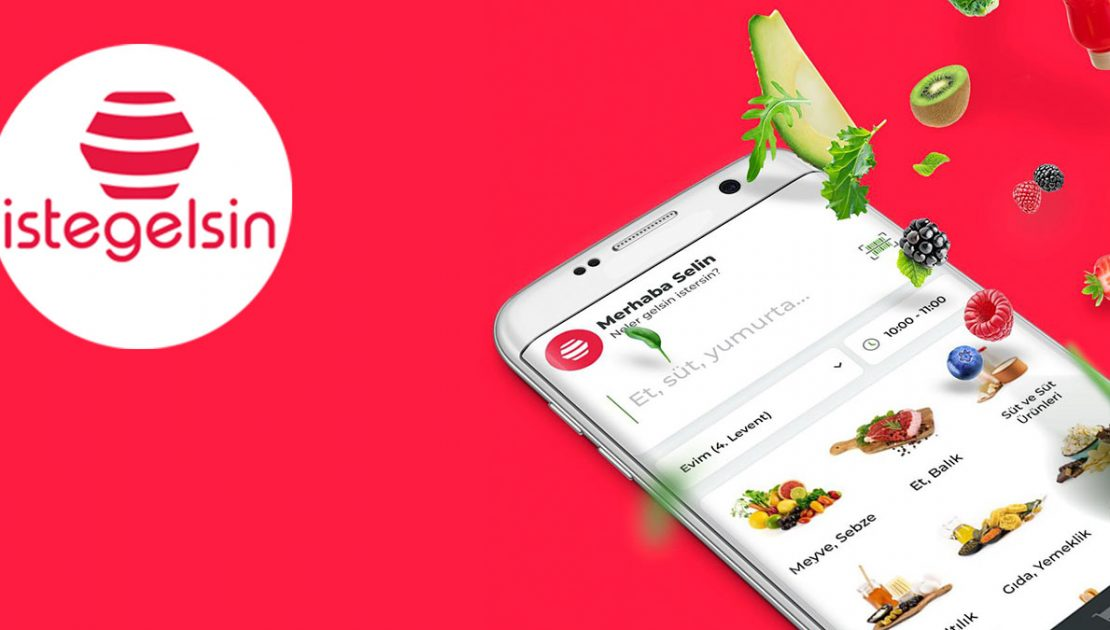 istegelsin
Merhaba Selin
Neler gelsin istersin?
Et, süt, yumurta...
Evim (4. Levent)
10:00 - 11:00
Meyve, Sebze
Et, Balık
Süt ve Süt
Ürünleri
Gıda, Yemeklik